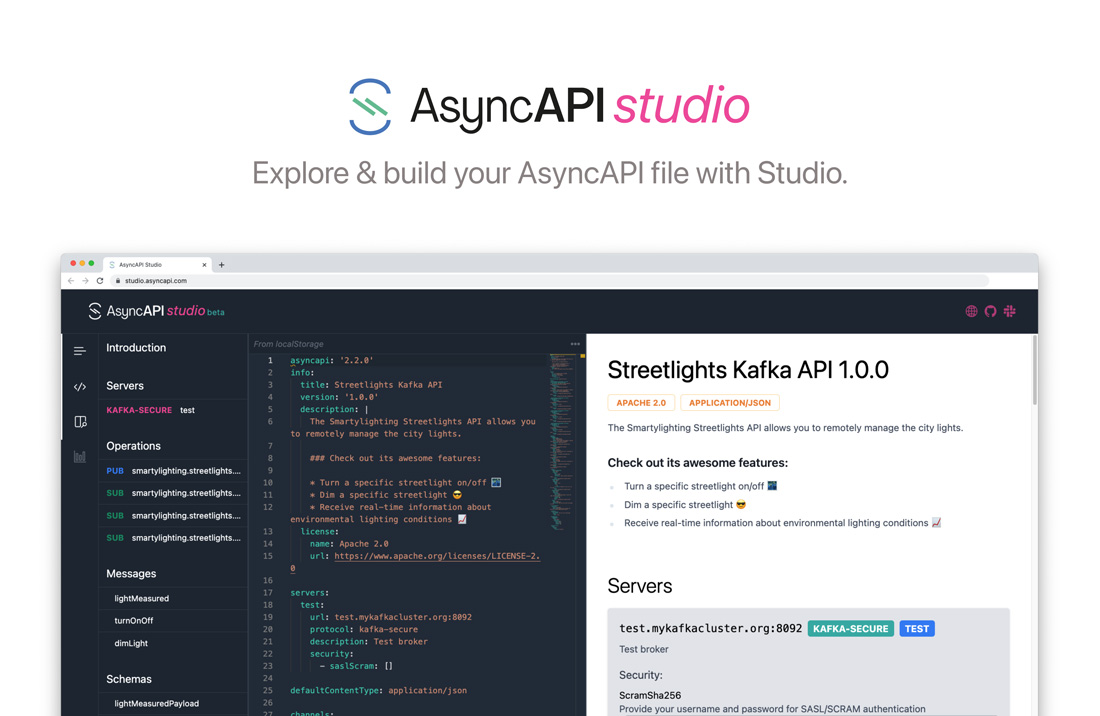 AsyncAPI studio
Explore & build your AsyncAPI file with Studio.
AsyncAPI Studio
studio.asyncapi.com
AsyncAPI studio beta
Introduction
Servers
KAFKA-SECURE test
Operations
PUB smartylighting.streetlights....
SUB smartylighting.streetlights....
SUB smartylighting.streetlights....
SUB smartylighting.streetlights....
Messages
lightMeasured
turnOnOff
dimLight
Schemas
lightMeasuredPayload
From localStorage
1 asyncapi: '2.2.0'
2 info:
3 title: Streetlights Kafka API
4 version: '1.0.0'
5 description: |
6 The Smartylighting Streetlights API allows you
to remotely manage the city lights.
7
8 ### Check out its awesome features:
9
10 * Turn a specific streetlight on/off 🌃
11 * Dim a specific streetlight 😎
12 * Receive real-time information about
environmental lighting conditions 📈
13 license:
14 name: Apache 2.0
15 url: https://www.apache.org/licenses/LICENSE-2.
0
16
17 servers:
18 test:
19 url: test.mykafkacluster.org:8092
20 protocol: kafka-secure
21 description: Test broker
22 security:
23 - saslScram: []
24
25 defaultContentType: application/json
26
27 channels:
Streetlights Kafka API 1.0.0
APACHE 2.0 APPLICATION/JSON
The Smartylighting Streetlights API allows you to remotely manage the city lights.
Check out its awesome features:
Turn a specific streetlight on/off 🌃
Dim a specific streetlight 😎
Receive real-time information about environmental lighting conditions 📈
Servers
test.mykafkacluster.org:8092 KAFKA-SECURE TEST
Test broker
Security:
ScramSha256
Provide your username and password for SASL/SCRAM authentication